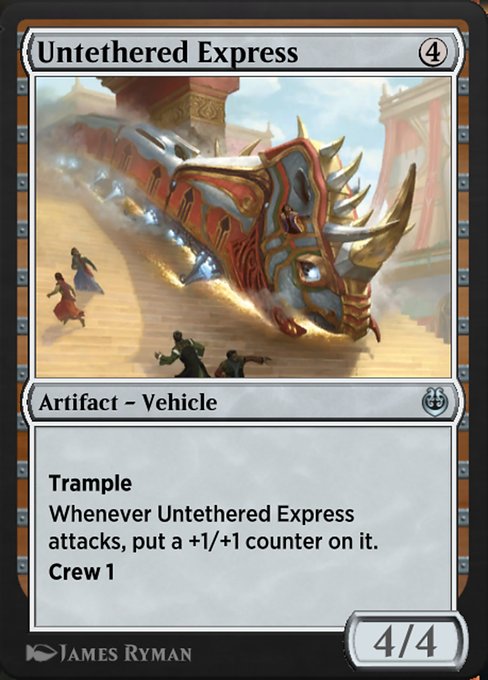 Untethered Express 4
Artifact – Vehicle
Trample
Whenever Untethered Express
attacks, put a +1/+1 counter on it.
Crew 1
4/4
JAMES RYMAN